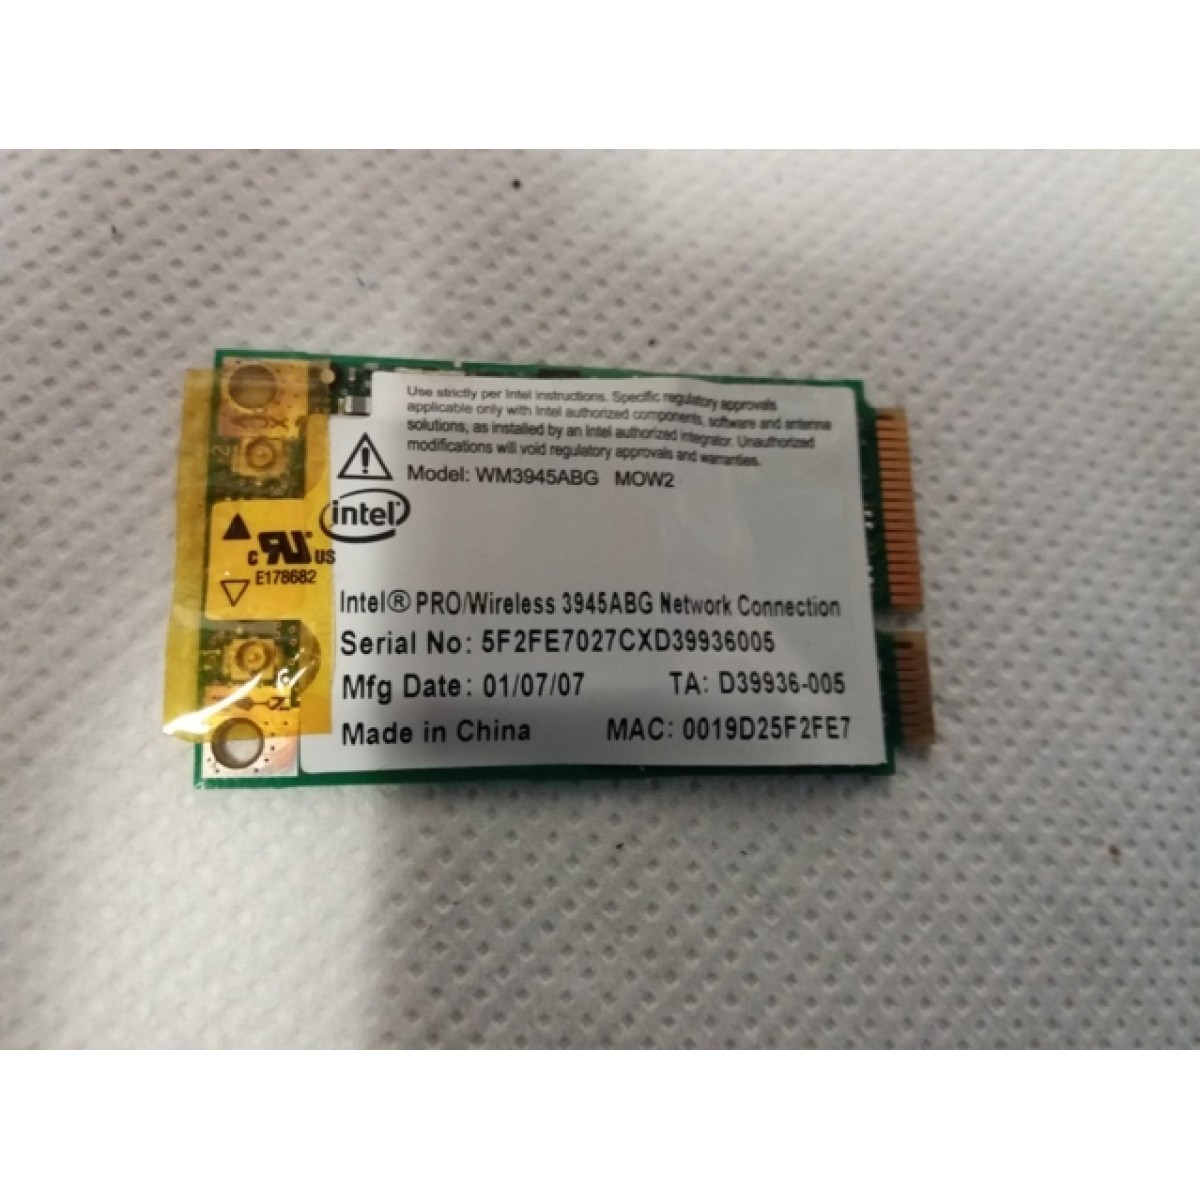 Use strictly per Intel instructions. Specific regulatory approvals
applicable only with Intel authorized components, software and antenna
solutions, as installed by an Intel authorized integrator. Unauthorized
modifications will void regulatory approvals and warranties.
Model: WM3945ABG MOW2
intel
c RU US
E178682
Intel® PRO/Wireless 3945ABG Network Connection
Serial No: 5F2FE7027CXD39936005
Mfg Date: 01/07/07 TA: D39936-005
Made in China MAC: 0019D25F2FE7